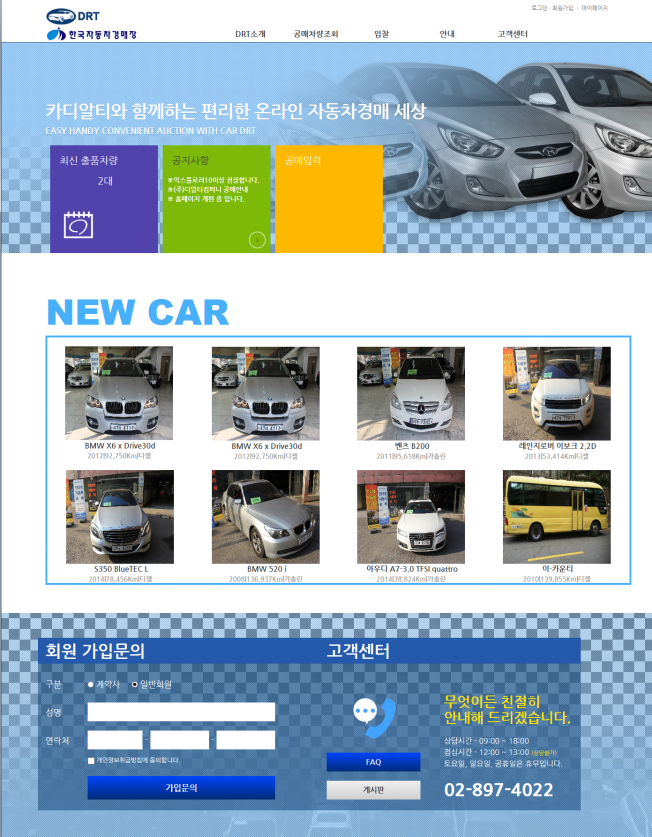 로그인 | 회원가입 | 마이페이지
DRT
한국자동차경매장
DRT소개 공매차량조회 입찰 안내 고객센터
카디알티와 함께하는 편리한 온라인 자동차경매 세상
EASY HANDY CONVENIENT AUCTION WITH CAR DRT
최신 출품차량
2대
공지사항
※익스플로러10이상 권장합니다.
※(주)디알티컴퍼니 공매안내
※ 홈페이지 개편 중 입니다.
공매입력
NEW CAR
BMW X6 x Drive30d
2012|92,750Km|디젤
BMW X6 x Drive30d
2012|92,750Km|디젤
벤츠 B200
2011|95,618Km|가솔린
레인지로버 이보크 2,2D
2013|53,414Km|디젤
S350 BlueTEC L
2014|78,456Km|디젤
BMW 520 i
2008|136,937Km|가솔린
아우디 A7-3,0 TFSI quattro
2014|38,824Km|가솔린
이-카운티
2010|139,855Km|디젤
회원 가입문의
구분 계약사 일반회원
성명
연락처 - -
개인정보취급방침에 동의합니다.
가입문의
고객센터
FAQ
게시판
무엇이든 친절히
안내해 드리겠습니다.
상담시간 - 09:00 ~ 18:00
점심시간 - 12:00 ~ 13:00 (상담불가)
토요일, 일요일, 공휴일은 휴무입니다.
02-897-4022